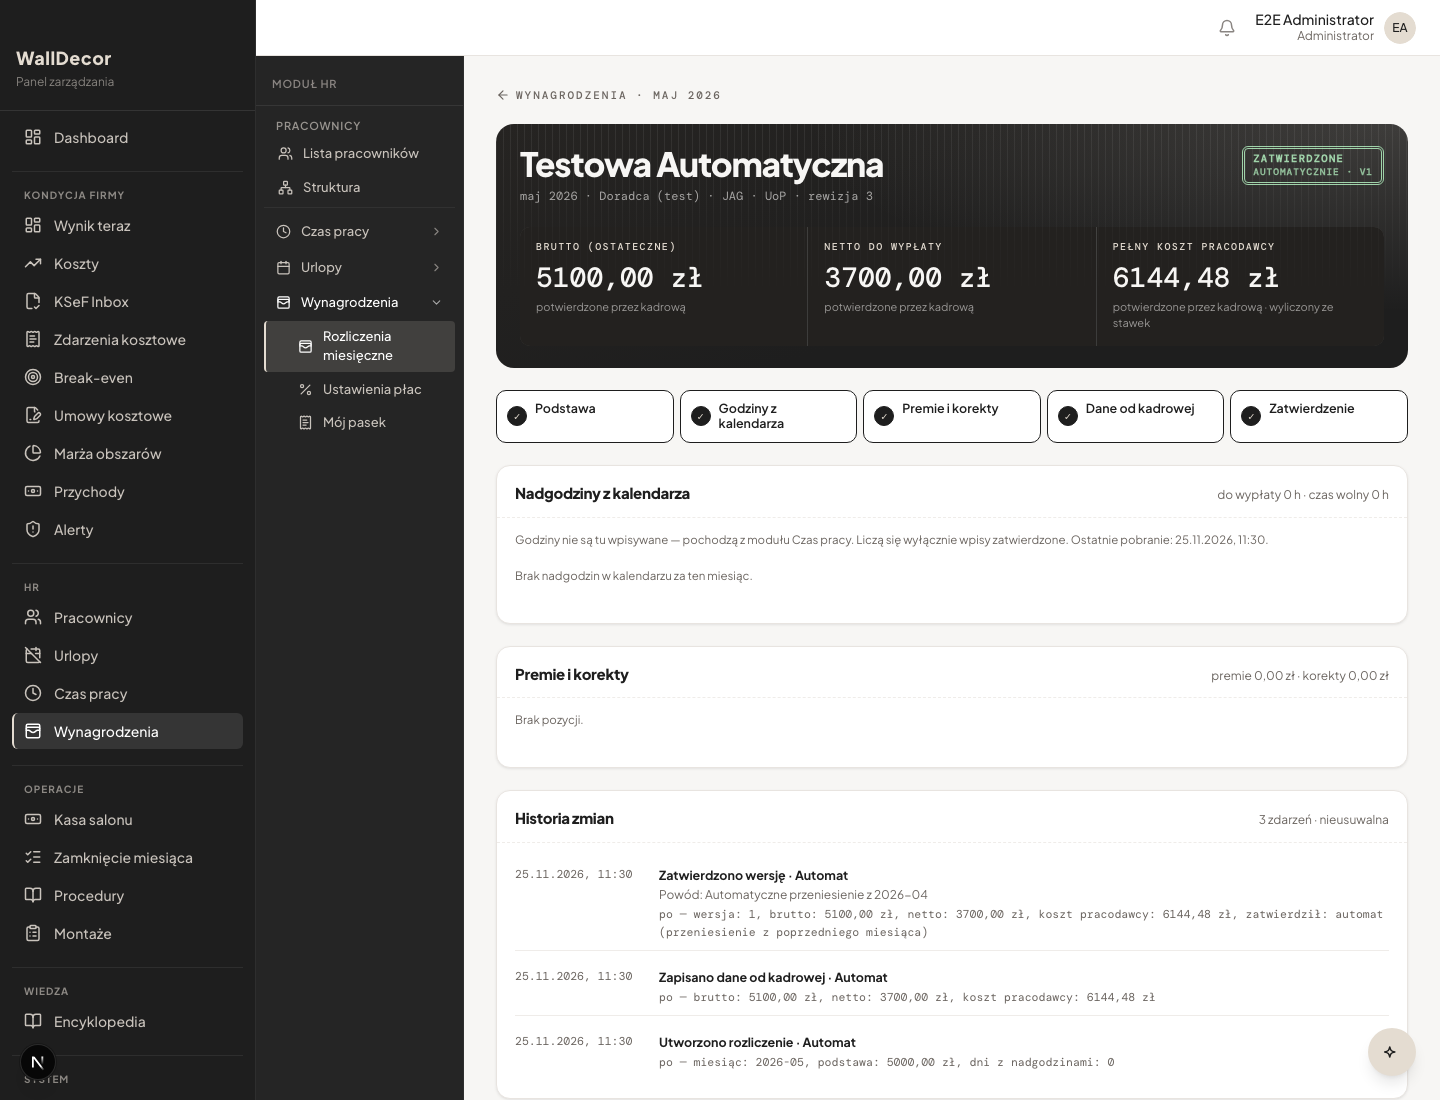 WallDecor
Panel zarządzania
Dashboard
KONDYCJA FIRMY
Wynik teraz
Koszty
KSeF Inbox
Zdarzenia kosztowe
Break-even
Umowy kosztowe
Marża obszarów
Przychody
Alerty
HR
Pracownicy
Urlopy
Czas pracy
Wynagrodzenia
OPERACJE
Kasa salonu
Zamknięcie miesiąca
Procedury
Montaże
WIEDZA
Encyklopedia
N
SYSTEM
MODUŁ HR
PRACOWNICY
Lista pracowników
Struktura
Czas pracy
Urlopy
Wynagrodzenia
Rozliczenia
miesięczne
Ustawienia płac
Mój pasek
E2E Administrator
Administrator
EA
WYNAGRODZENIA · MAJ 2026
Testowa Automatyczna
maj 2026 · Doradca (test) · JAG · UoP · rewizja 3
ZATWIERDZONE
AUTOMATYCZNIE · V1
BRUTTO (OSTATECZNE)
5100,00 zł
potwierdzone przez kadrową
NETTO DO WYPŁATY
3700,00 zł
potwierdzone przez kadrową
PEŁNY KOSZT PRACODAWCY
6144,48 zł
potwierdzone przez kadrową · wyliczony ze
stawek
✓ Podstawa
✓ Godziny z
kalendarza
✓ Premie i korekty
✓ Dane od kadrowej
✓ Zatwierdzenie
Nadgodziny z kalendarza
do wypłaty 0 h · czas wolny 0 h
Godziny nie są tu wpisywane — pochodzą z modułu Czas pracy. Liczą się wyłącznie wpisy zatwierdzone. Ostatnie pobranie: 25.11.2026, 11:30.
Brak nadgodzin w kalendarzu za ten miesiąc.
Premie i korekty
premie 0,00 zł · korekty 0,00 zł
Brak pozycji.
Historia zmian
3 zdarzeń · nieusuwalna
25.11.2026, 11:30
Zatwierdzono wersję · Automat
Powód: Automatyczne przeniesienie z 2026-04
po — wersja: 1, brutto: 5100,00 zł, netto: 3700,00 zł, koszt pracodawcy: 6144,48 zł, zatwierdził: automat
(przeniesienie z poprzedniego miesiąca)
25.11.2026, 11:30
Zapisano dane od kadrowej · Automat
po — brutto: 5100,00 zł, netto: 3700,00 zł, koszt pracodawcy: 6144,48 zł
25.11.2026, 11:30
Utworzono rozliczenie · Automat
po — miesiąc: 2026-05, podstawa: 5000,00 zł, dni z nadgodzinami: 0